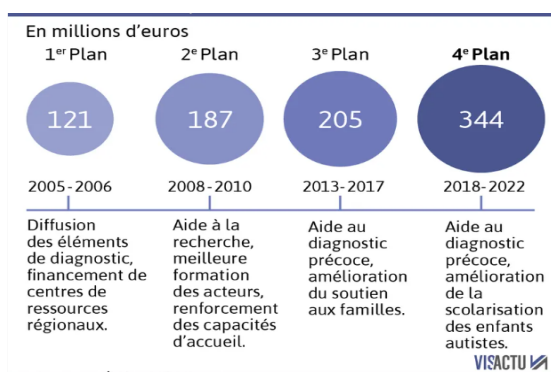 En millions d'euros
1er Plan
2e Plan
3e Plan
4e Plan
121
187
205
344
2005-2006
2008-2010
2013-2017
2018-2022
Diffusion
des éléments
de diagnostic,
financement de
centres de
ressources
régionaux.
Aide à la
recherche,
meilleure
formation
des acteurs,
renforcement
des capacités
d'accueil.
Aide au
diagnostic
précoce,
amélioration
du soutien
aux familles.
Aide au
diagnostic
précoce,
amélioration
de la
scolarisation
des enfants
autistes.
VISACTU